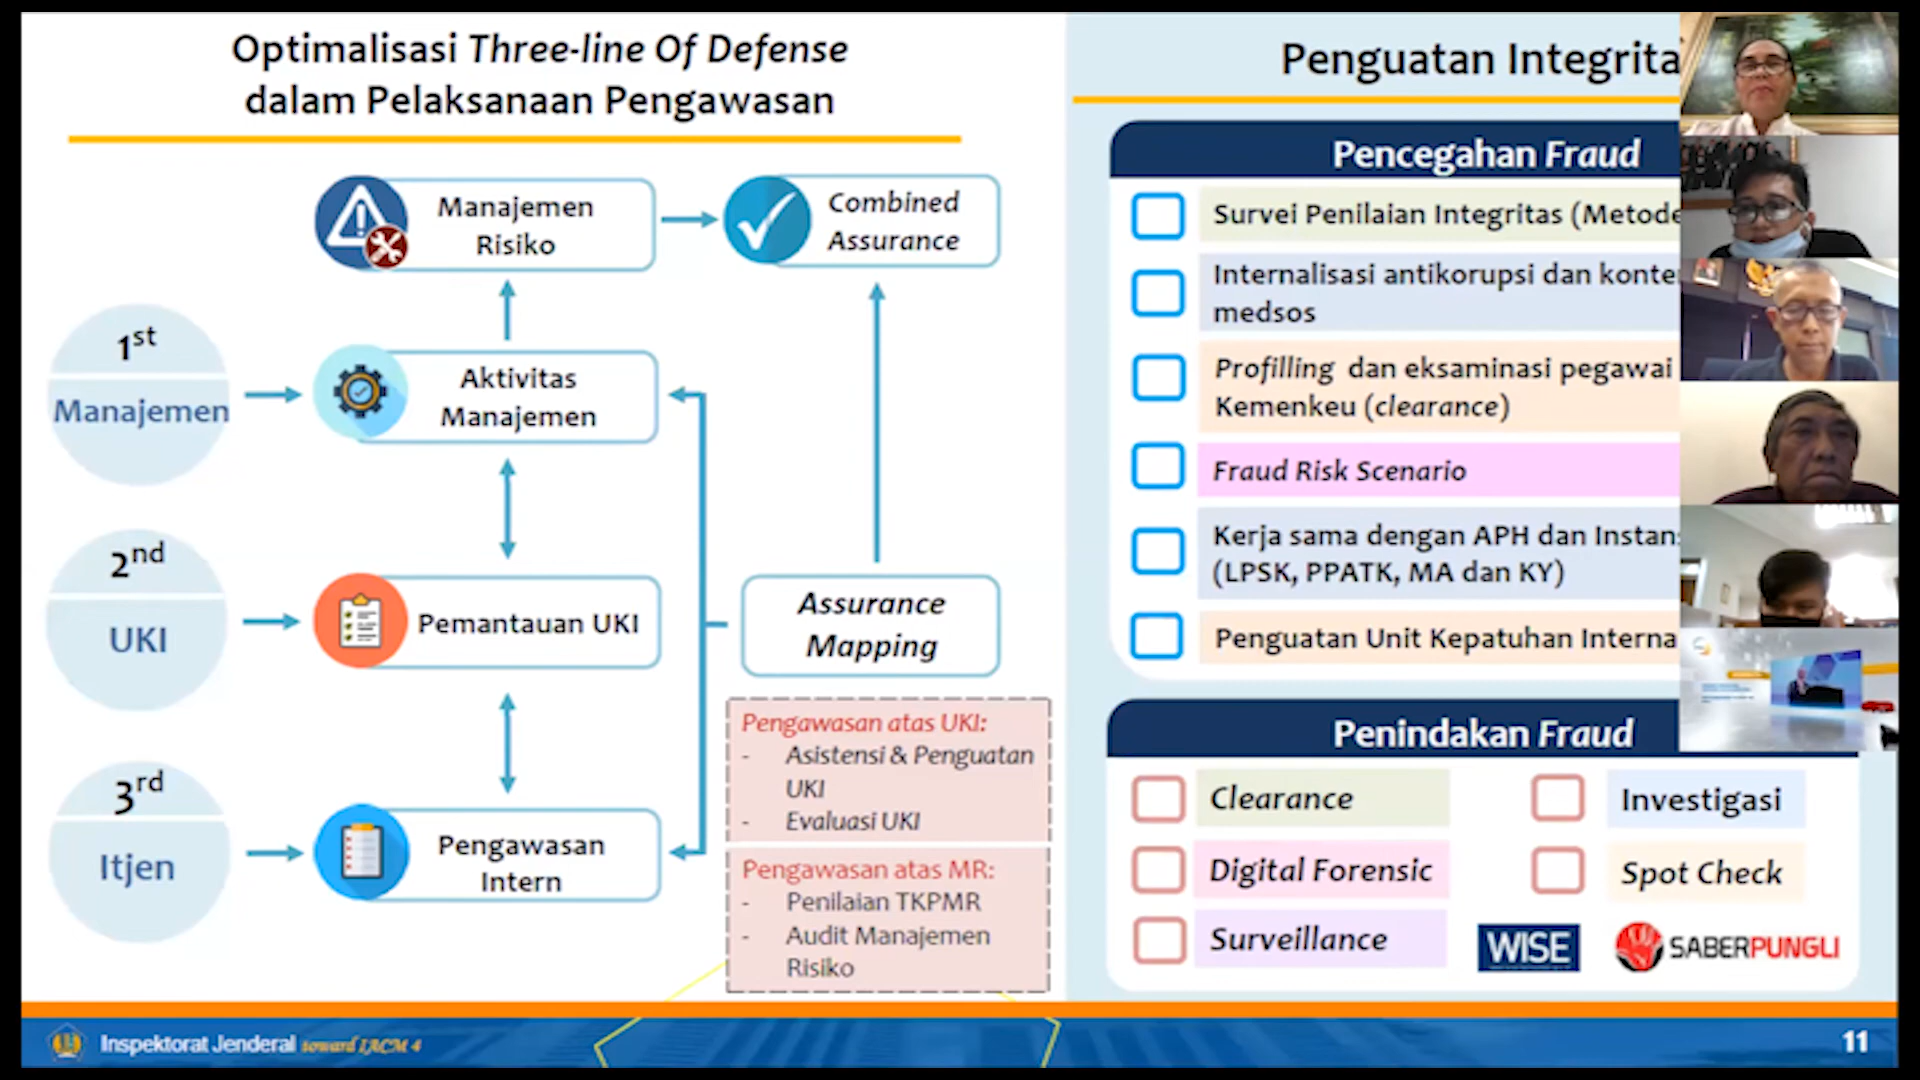 Optimalisasi Three-line Of Defense
dalam Pelaksanaan Pengawasan
Manajemen
Risiko
Combined
Assurance
1st
Manajemen
Aktivitas
Manajemen
2nd
UKI
Pemantauan UKI
Assurance
Mapping
3rd
Itjen
Pengawasan
Intern
Pengawasan atas UKI:
- Asistensi & Penguatan
UKI
- Evaluasi UKI
Pengawasan atas MR:
- Penilaian TKPMR
- Audit Manajemen
Risiko
Penguatan Integrita
Pencegahan Fraud
Survei Penilaian Integritas (Metode
Internalisasi antikorupsi dan konte
medsos
Profilling dan eksaminasi pegawai
Kemenkeu (clearance)
Fraud Risk Scenario
Kerja sama dengan APH dan Instan
(LPSK, PPATK, MA dan KY)
Penguatan Unit Kepatuhan Interna
Penindakan Fraud
Clearance
Investigasi
Digital Forensic
Spot Check
Surveillance
WISE
SABERPUNGLI
Inspektorat Jenderal toward IACM 4
11